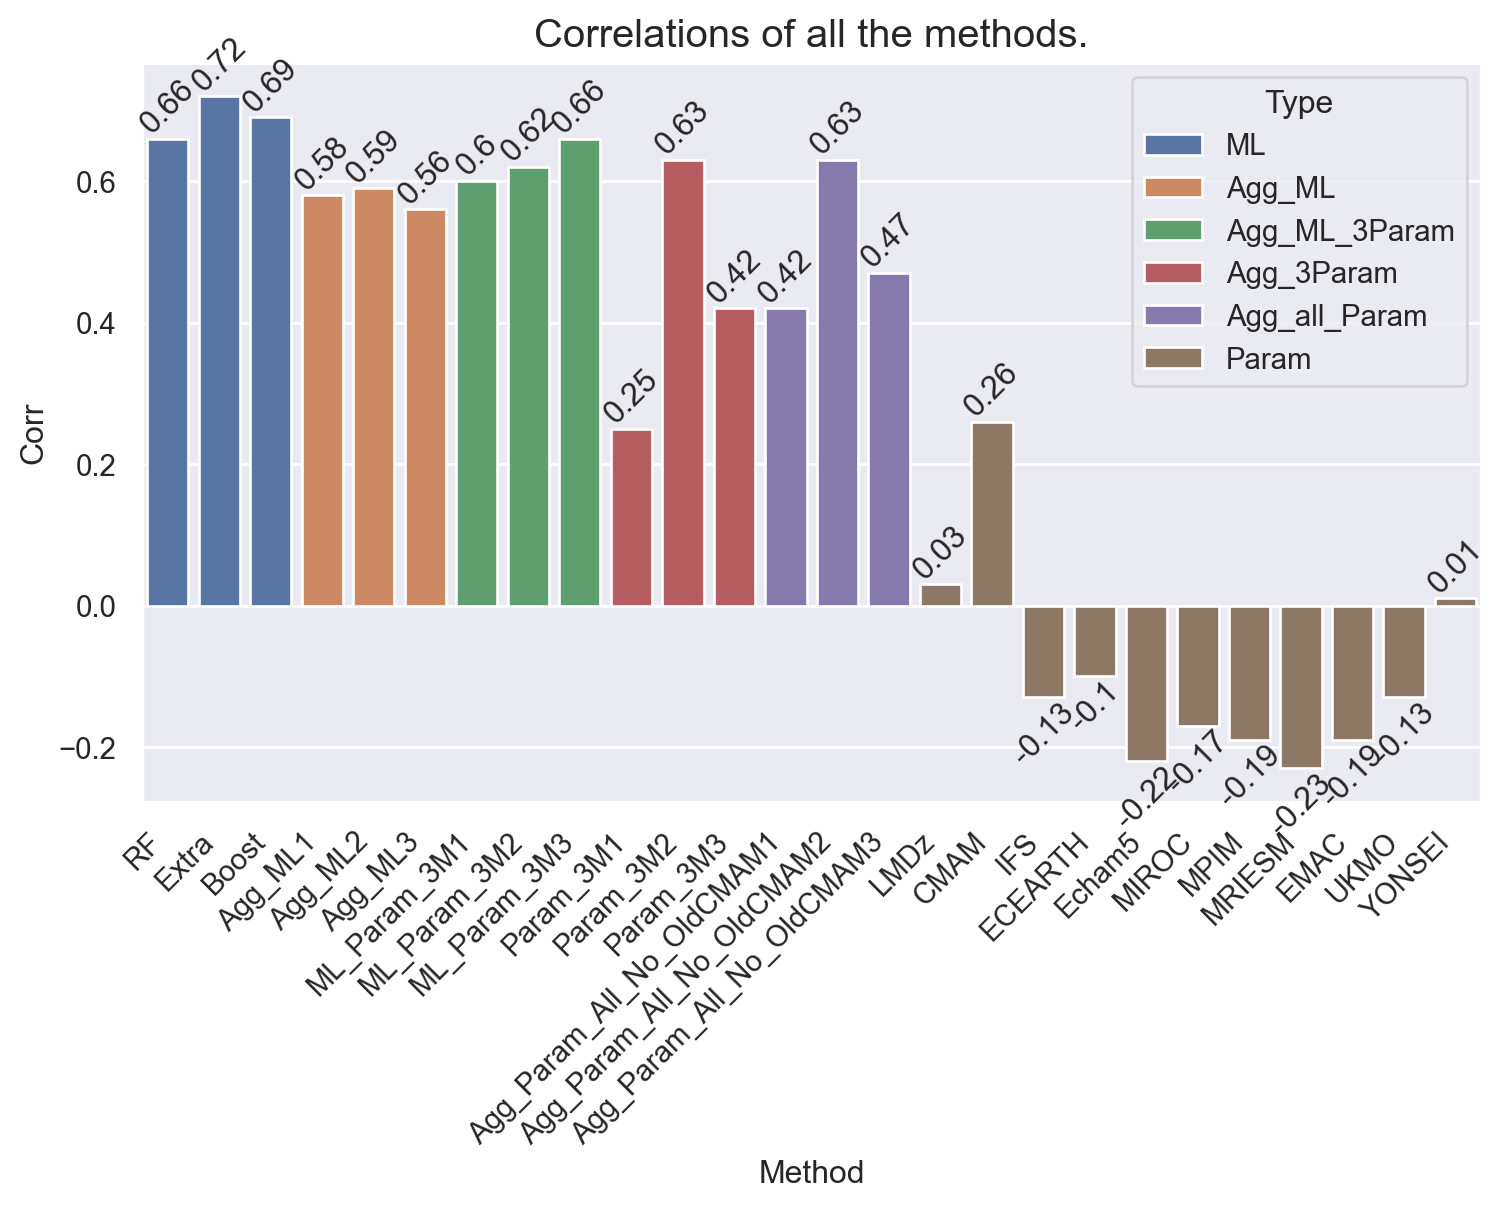 Correlations of all the methods.
Corr
0.6
0.4
0.2
0.0
−0.2
0.66
0.72
0.69
0.58
0.59
0.56
0.6
0.62
0.66
0.25
0.63
0.42
0.42
0.63
0.47
0.03
0.26
-0.13
-0.1
-0.22
-0.17
-0.19
-0.23
-0.19
-0.13
0.01
Type
ML
Agg_ML
Agg_ML_3Param
Agg_3Param
Agg_all_Param
Param
RF
Extra
Boost
Agg_ML1
Agg_ML2
Agg_ML3
ML_Param_3M1
ML_Param_3M2
ML_Param_3M3
Param_3M1
Param_3M2
Param_3M3
Agg_Param_All_No_OldCMAM1
Agg_Param_All_No_OldCMAM2
Agg_Param_All_No_OldCMAM3
LMDz
CMAM
IFS
ECEARTH
Echam5
MIROC
MPIM
MRIESM
EMAC
UKMO
YONSEI
Method